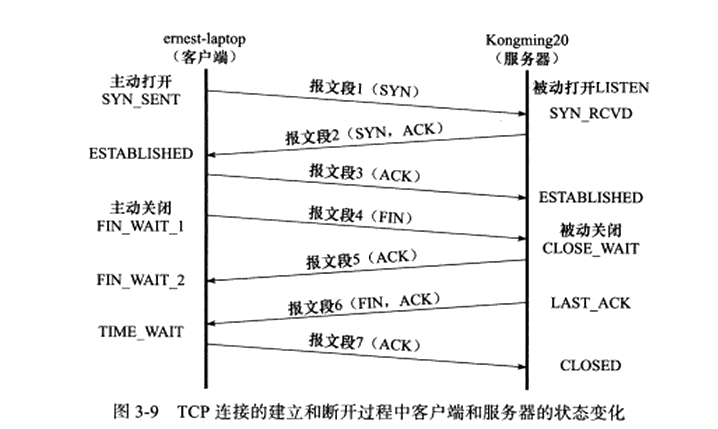 ernest-laptop
（客户端）
Kongming20
（服务器）
主动打开
SYN_SENT
报文段1（SYN）
被动打开LISTEN
SYN_RCVD
报文段2（SYN，ACK）
ESTABLISHED
报文段3（ACK）
ESTABLISHED
主动关闭
FIN_WAIT_1
报文段4（FIN）
被动关闭
CLOSE_WAIT
报文段5（ACK）
FIN_WAIT_2
报文段6（FIN，ACK）
LAST_ACK
TIME_WAIT
报文段7（ACK）
CLOSED
图 3-9 TCP 连接的建立和断开过程中客户端和服务器的状态变化